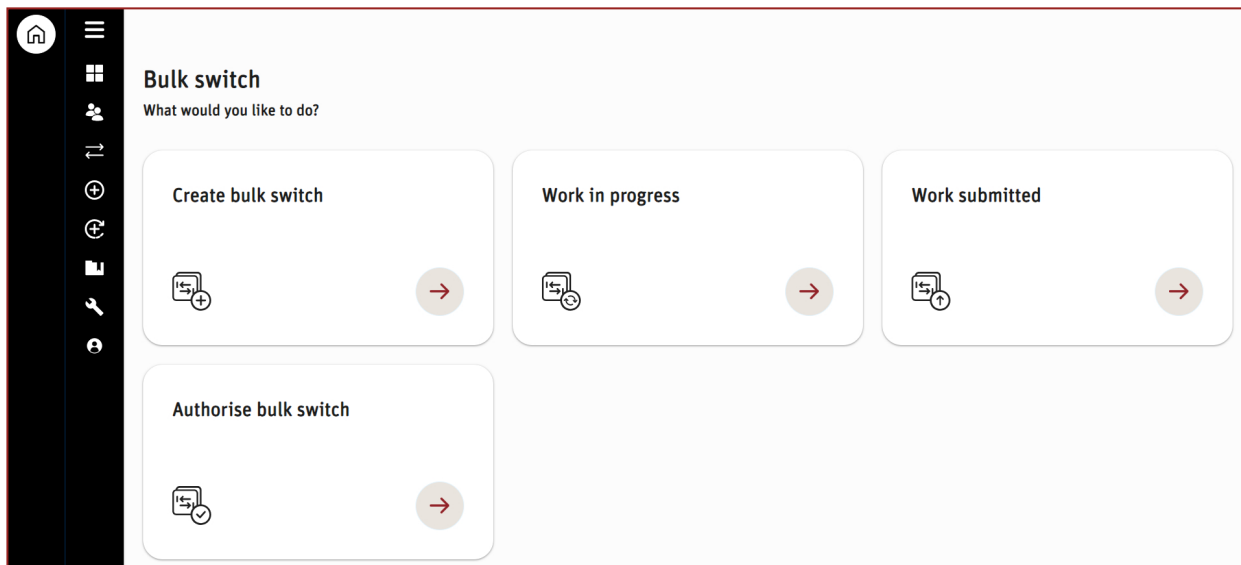 Bulk switch
What would you like to do?
Create bulk switch
Work in progress
Work submitted
Authorise bulk switch